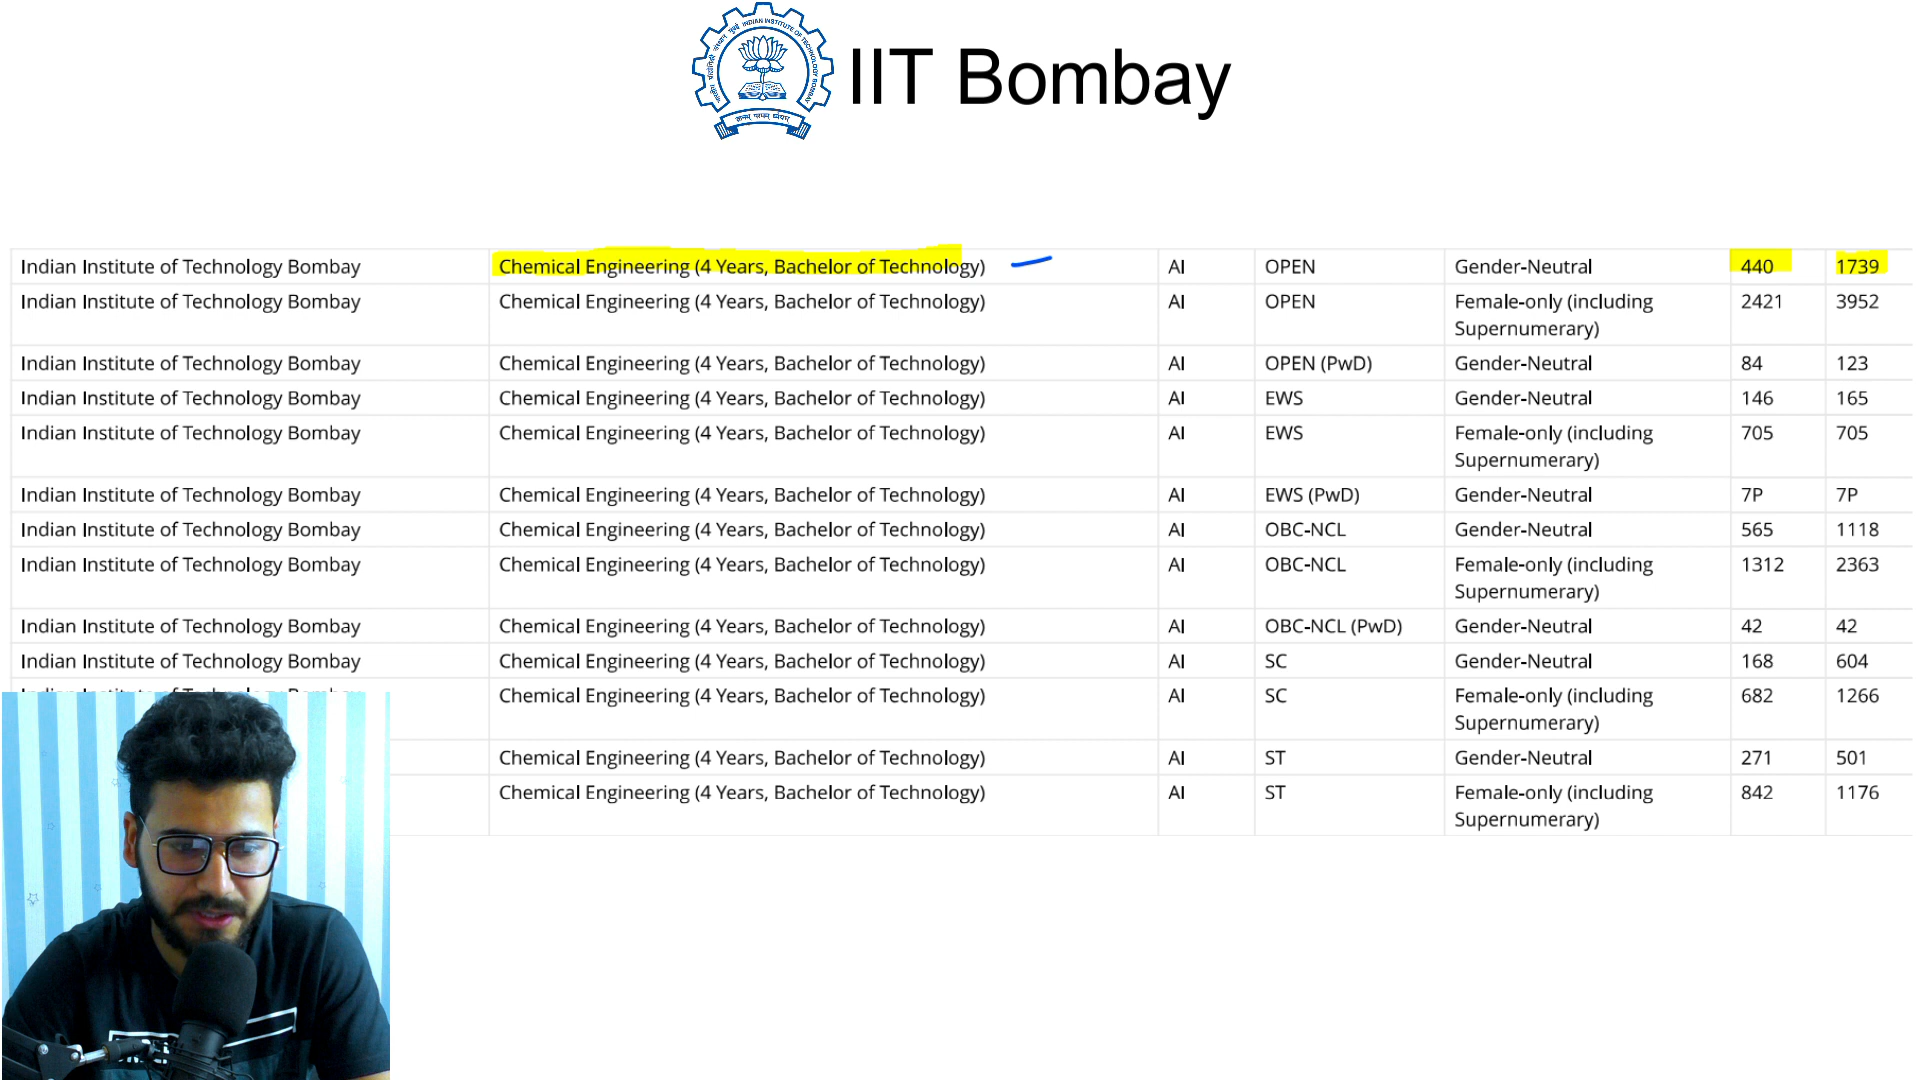 INDIAN INSTITUTE OF TECHNOLOGY BOMBAY
IIT Bombay
Indian Institute of Technology Bombay Chemical Engineering (4 Years, Bachelor of Technology) AI OPEN Gender-Neutral 440 1739
Indian Institute of Technology Bombay Chemical Engineering (4 Years, Bachelor of Technology) AI OPEN Female-only (including 2421 3952
Supernumerary)
Indian Institute of Technology Bombay Chemical Engineering (4 Years, Bachelor of Technology) AI OPEN (PwD) Gender-Neutral 84 123
Indian Institute of Technology Bombay Chemical Engineering (4 Years, Bachelor of Technology) AI EWS Gender-Neutral 146 165
Indian Institute of Technology Bombay Chemical Engineering (4 Years, Bachelor of Technology) AI EWS Female-only (including 705 705
Supernumerary)
Indian Institute of Technology Bombay Chemical Engineering (4 Years, Bachelor of Technology) AI EWS (PwD) Gender-Neutral 7P 7P
Indian Institute of Technology Bombay Chemical Engineering (4 Years, Bachelor of Technology) AI OBC-NCL Gender-Neutral 565 1118
Indian Institute of Technology Bombay Chemical Engineering (4 Years, Bachelor of Technology) AI OBC-NCL Female-only (including 1312 2363
Supernumerary)
Indian Institute of Technology Bombay Chemical Engineering (4 Years, Bachelor of Technology) AI OBC-NCL (PwD) Gender-Neutral 42 42
Indian Institute of Technology Bombay Chemical Engineering (4 Years, Bachelor of Technology) AI SC Gender-Neutral 168 604
Chemical Engineering (4 Years, Bachelor of Technology) AI SC Female-only (including 682 1266
Supernumerary)
Chemical Engineering (4 Years, Bachelor of Technology) AI ST Gender-Neutral 271 501
Chemical Engineering (4 Years, Bachelor of Technology) AI ST Female-only (including 842 1176
Supernumerary)